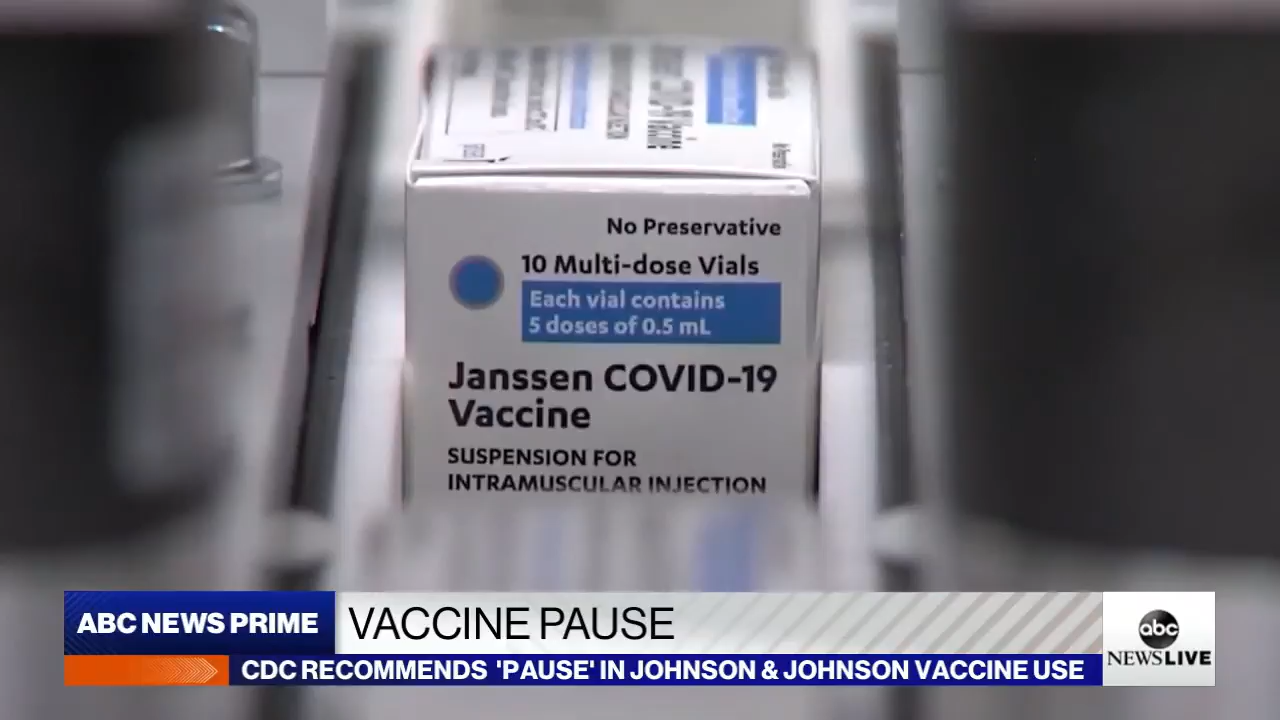 No Preservative
10 Multi-dose Vials
Each vial contains
5 doses of 0.5 mL
Janssen COVID-19
Vaccine
SUSPENSION FOR
INTRAMUSCULAR INJECTION
ABC NEWS PRIME
VACCINE PAUSE
CDC RECOMMENDS 'PAUSE' IN JOHNSON & JOHNSON VACCINE USE
abc
NEWSLIVE